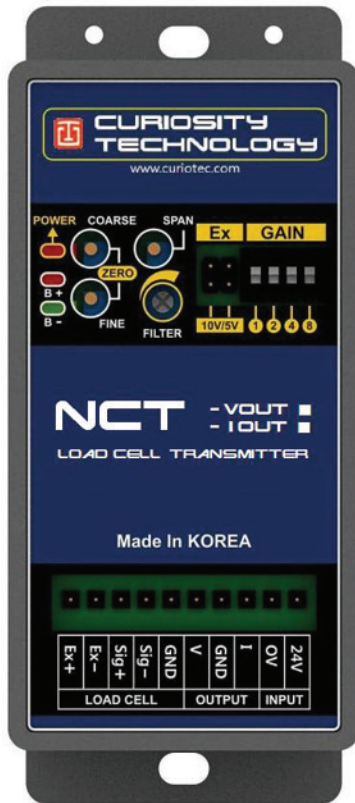 CURIOSITY
TECHNOLOGY
www.curiotec.com
POWER COARSE SPAN
Ex GAIN
ZERO
B +
B -
FINE
FILTER
10V/5V 1 2 4 8
NCT -VOUT
-IOUT
LOAD CELL TRANSMITTER
Made In KOREA
Ex+ Ex- Sig+ Sig- GND V GND I OV 24V
LOAD CELL OUTPUT INPUT